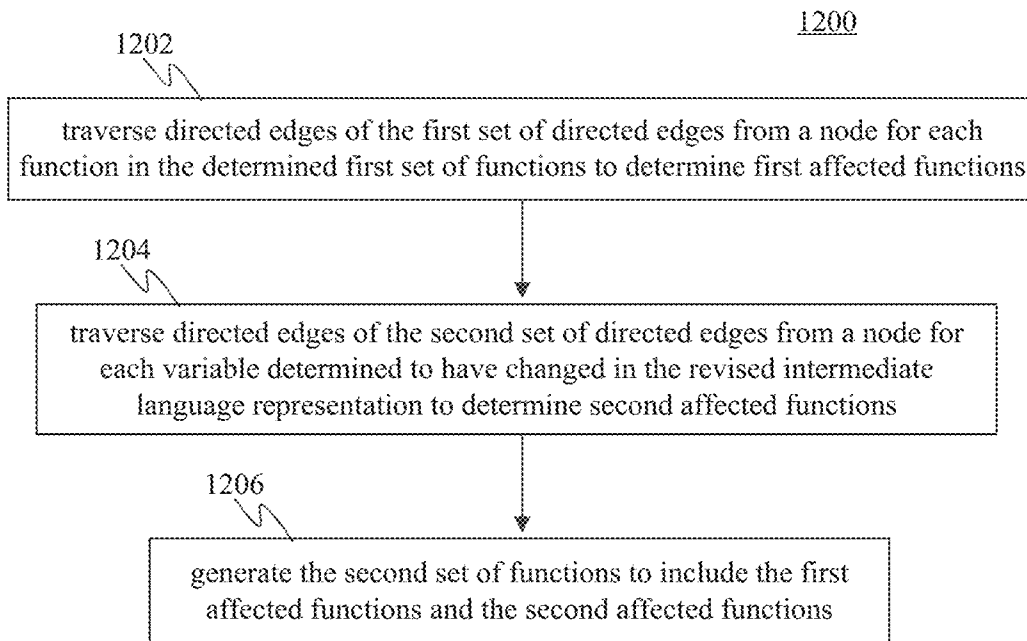 1200
1202
traverse directed edges of the first set of directed edges from a node for each
function in the determined first set of functions to determine first affected functions
1204
traverse directed edges of the second set of directed edges from a node for
each variable determined to have changed in the revised intermediate
language representation to determine second affected functions
1206
generate the second set of functions to include the first
affected functions and the second affected functions